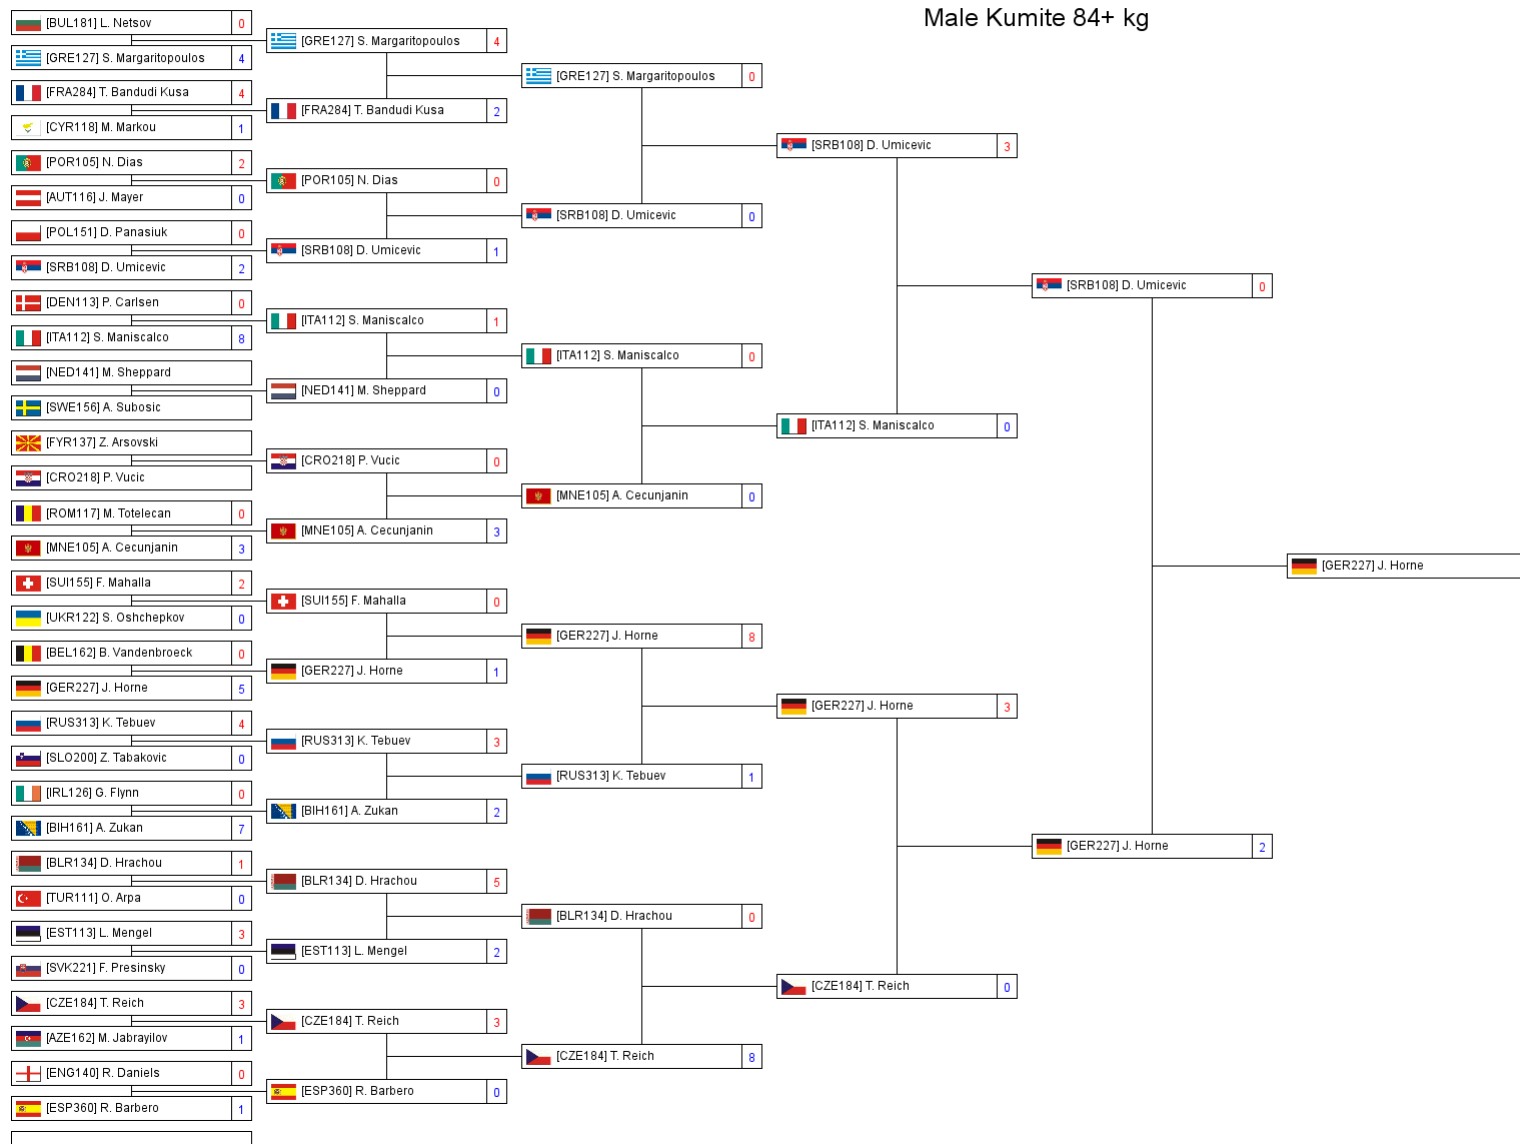 Male Kumite 84+ kg
[BUL181] L. Netsov 0
[GRE127] S. Margaritopoulos 4
[FRA284] T. Bandudi Kusa 4
[CYR118] M. Markou 1
[POR105] N. Dias 2
[AUT116] J. Mayer 0
[POL151] D. Panasiuk 0
[SRB108] D. Umicevic 2
[DEN113] P. Carlsen 0
[ITA112] S. Maniscalco 8
[NED141] M. Sheppard
[SWE156] A. Subosic
[FYR137] Z. Arsovski
[CRO218] P. Vucic
[ROM117] M. Totelecan 0
[MNE105] A. Cecunjanin 3
[SUI155] F. Mahalla 2
[UKR122] S. Oshchepkov 0
[BEL162] B. Vandenbroeck 0
[GER227] J. Horne 5
[RUS313] K. Tebuev 4
[SLO200] Z. Tabakovic 0
[IRL126] G. Flynn 0
[BIH161] A. Zukan 7
[BLR134] D. Hrachou 1
[TUR111] O. Arpa 0
[EST113] L. Mengel 3
[SVK221] F. Presinsky 0
[CZE184] T. Reich 3
[AZE162] M. Jabrayilov 1
[ENG140] R. Daniels 0
[ESP360] R. Barbero 1
[GRE127] S. Margaritopoulos 4
[FRA284] T. Bandudi Kusa 2
[POR105] N. Dias 0
[SRB108] D. Umicevic 1
[ITA112] S. Maniscalco 1
[NED141] M. Sheppard 0
[CRO218] P. Vucic 0
[MNE105] A. Cecunjanin 3
[SUI155] F. Mahalla 0
[GER227] J. Horne 1
[RUS313] K. Tebuev 3
[BIH161] A. Zukan 2
[BLR134] D. Hrachou 5
[EST113] L. Mengel 2
[CZE184] T. Reich 3
[ESP360] R. Barbero 0
[GRE127] S. Margaritopoulos 0
[SRB108] D. Umicevic 0
[ITA112] S. Maniscalco 0
[MNE105] A. Cecunjanin 0
[GER227] J. Horne 8
[RUS313] K. Tebuev 1
[BLR134] D. Hrachou 0
[CZE184] T. Reich 8
[SRB108] D. Umicevic 3
[ITA112] S. Maniscalco 0
[GER227] J. Horne 3
[CZE184] T. Reich 0
[SRB108] D. Umicevic 0
[GER227] J. Horne 2
[GER227] J. Horne